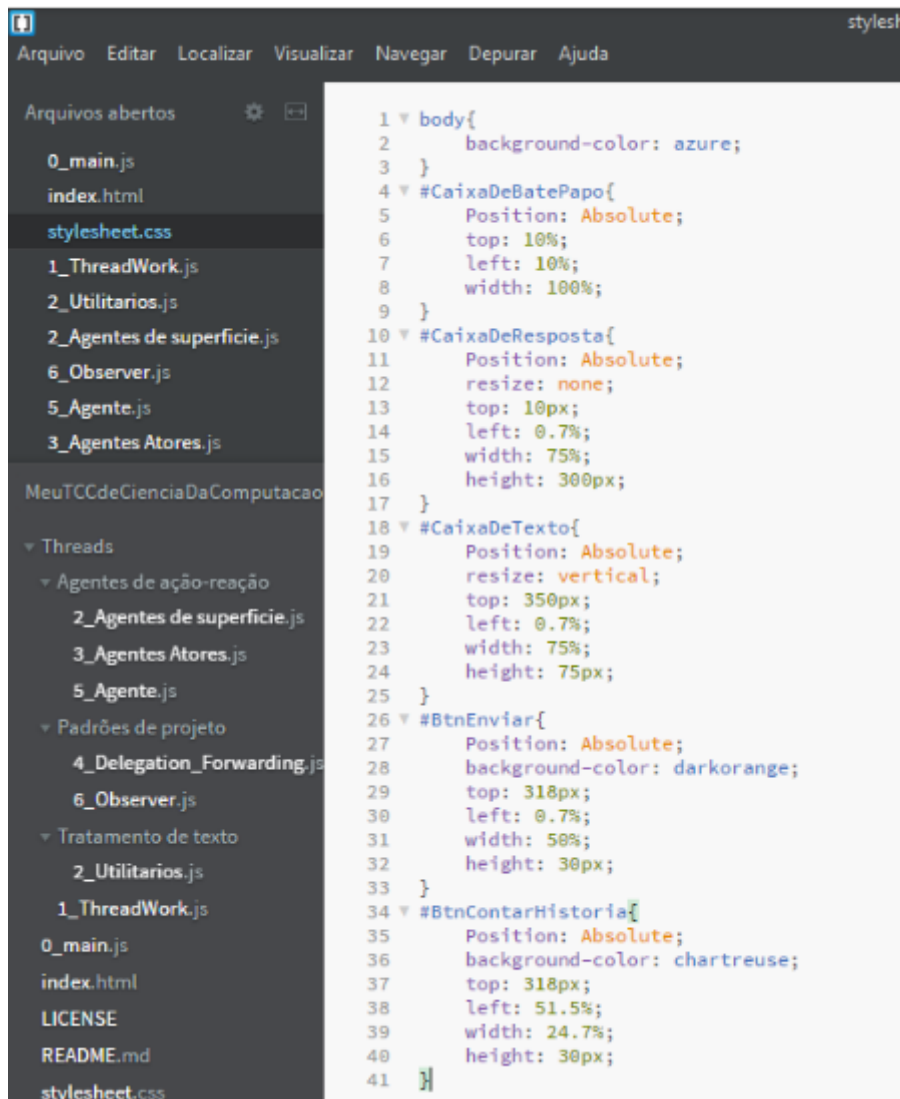 stylesh
Arquivo Editar Localizar Visualizar Navegar Depurar Ajuda
Arquivos abertos
0_main.js
index.html
stylesheet.css
1_ThreadWork.js
2_Utilitarios.js
2_Agentes de superficie.js
6_Observer.js
5_Agente.js
3_Agentes Atores.js
MeuTCCdeCienciaDaComputacao
Threads
Agentes de ação-reação
2_Agentes de superficie.js
3_Agentes Atores.js
5_Agente.js
Padrões de projeto
4_Delegation_Forwarding.js
6_Observer.js
Tratamento de texto
2_Utilitarios.js
1_ThreadWork.js
0_main.js
index.html
LICENSE
README.md
stylesheet.css
1 body{
2 background-color: azure;
3 }
4 #CaixaDeBatePapo{
5 Position: Absolute;
6 top: 10%;
7 left: 10%;
8 width: 100%;
9 }
10 #CaixaDeResposta{
11 Position: Absolute;
12 resize: none;
13 top: 10px;
14 left: 0.7%;
15 width: 75%;
16 height: 300px;
17 }
18 #CaixaDeTexto{
19 Position: Absolute;
20 resize: vertical;
21 top: 350px;
22 left: 0.7%;
23 width: 75%;
24 height: 75px;
25 }
26 #BtnEnviar{
27 Position: Absolute;
28 background-color: darkorange;
29 top: 318px;
30 left: 0.7%;
31 width: 50%;
32 height: 30px;
33 }
34 #BtnContarHistoria{
35 Position: Absolute;
36 background-color: chartreuse;
37 top: 318px;
38 left: 51.5%;
39 width: 24.7%;
40 height: 30px;
41 }